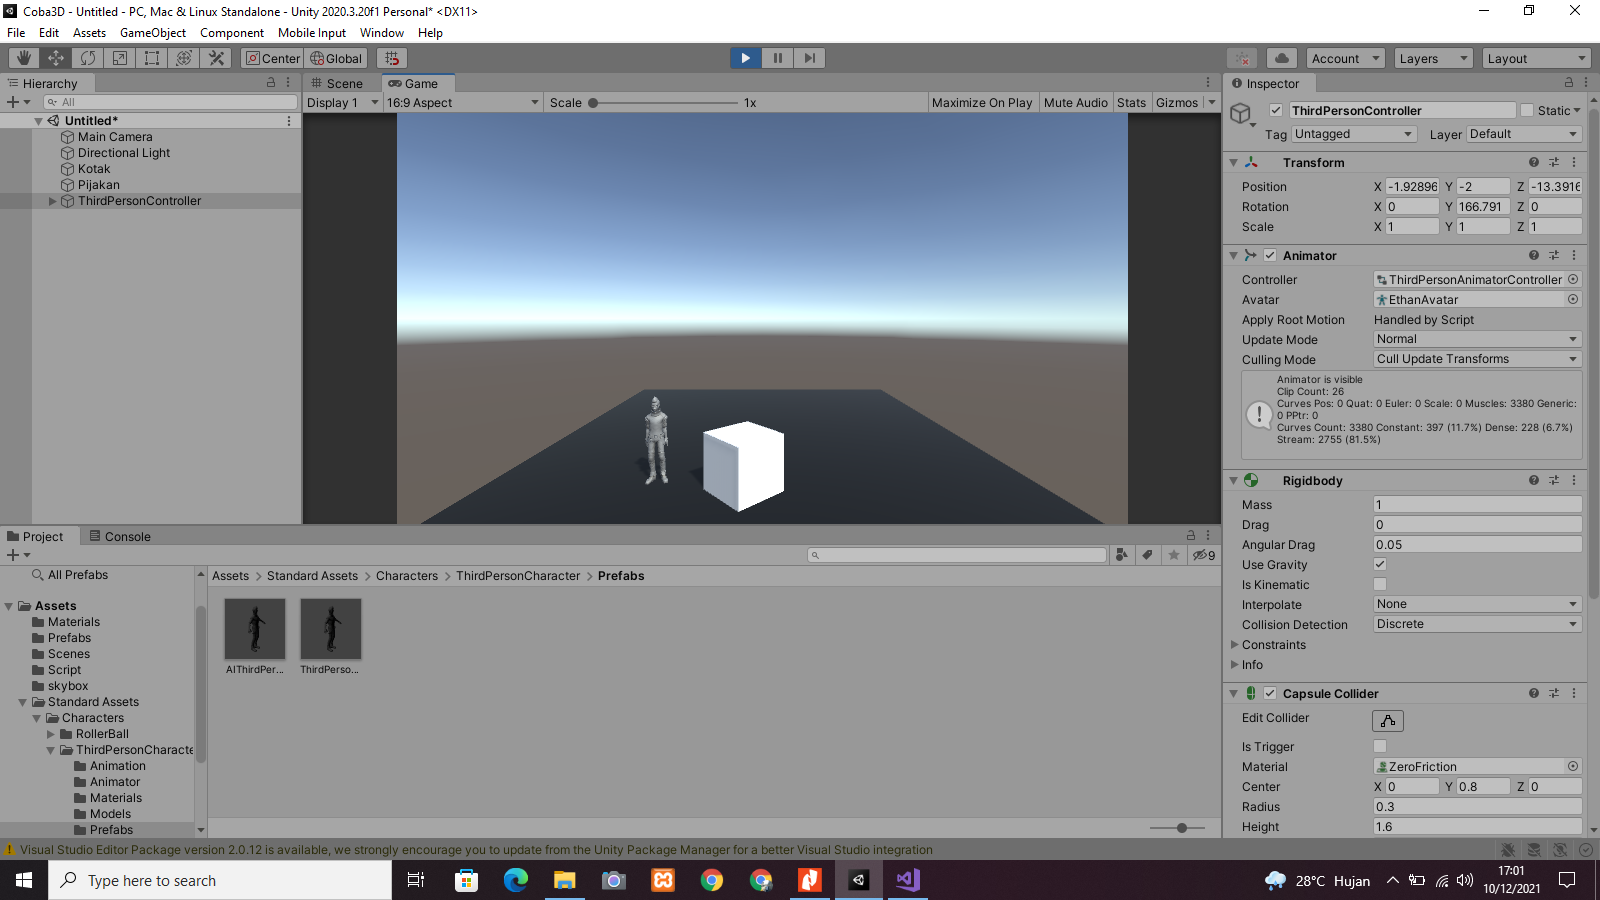 Coba3D - Untitled - PC, Mac & Linux Standalone - Unity 2020.3.20f1 Personal* <DX11>
File Edit Assets GameObject Component Mobile Input Window Help
Center Global Account Layers Layout
Hierarchy
All
Untitled*
Main Camera
Directional Light
Kotak
Pijakan
ThirdPersonController
Scene Game
Display 1 16:9 Aspect Scale 1x Maximize On Play Mute Audio Stats Gizmos
Inspector
ThirdPersonController Static
Tag Untagged Layer Default
Transform
Position X -1.92896 Y -2 Z -13.3916
Rotation X 0 Y 166.791 Z 0
Scale X 1 Y 1 Z 1
Animator
Controller ThirdPersonAnimatorController
Avatar EthanAvatar
Apply Root Motion Handled by Script
Update Mode Normal
Culling Mode Cull Update Transforms
Animator is visible
Clip Count: 26
Curves Pos: 0 Quat: 0 Euler: 0 Scale: 0 Muscles: 3380 Generic:
0 PPtr: 0
Curves Count: 3380 Constant: 397 (11.7%) Dense: 228 (6.7%)
Stream: 2755 (81.5%)
Rigidbody
Mass 1
Drag 0
Angular Drag 0.05
Use Gravity
Is Kinematic
Interpolate None
Collision Detection Discrete
Constraints
Info
Capsule Collider
Edit Collider
Is Trigger
Material ZeroFriction
Center X 0 Y 0.8 Z 0
Radius 0.3
Height 1.6
Project Console
9
All Prefabs
Assets
Materials
Prefabs
Scenes
Script
skybox
Standard Assets
Characters
RollerBall
ThirdPersonCharacte
Animation
Animator
Materials
Models
Prefabs
Assets > Standard Assets > Characters > ThirdPersonCharacter > Prefabs
AIThirdPer... ThirdPerso...
Visual Studio Editor Package version 2.0.12 is available, we strongly encourage you to update from the Unity Package Manager for a better Visual Studio integration
Type here to search
28°C Hujan
17:01
10/12/2021